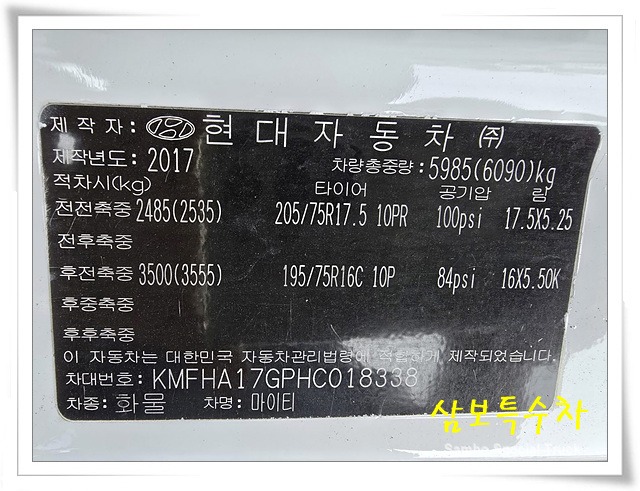 제 작 자 : 현 대 자 동 차 ㈜
제작년도: 2017 차량총중량:5985(6090)kg
적차시(kg) 타이어 공기압 림
전전축중 2485(2535) 205/75R17.5 10PR 100psi 17.5X5.25
전후축중
후전축중 3500(3555) 195/75R16C 10P 84psi 16X5.50K
후중축중
후후축중
이 자동차는 대한민국 자동차관리법령에 적합하게 제작되었습니다.
차대번호: KMFHA17GPHC018338
차종: 화물 차명: 마이티
삼보특수차